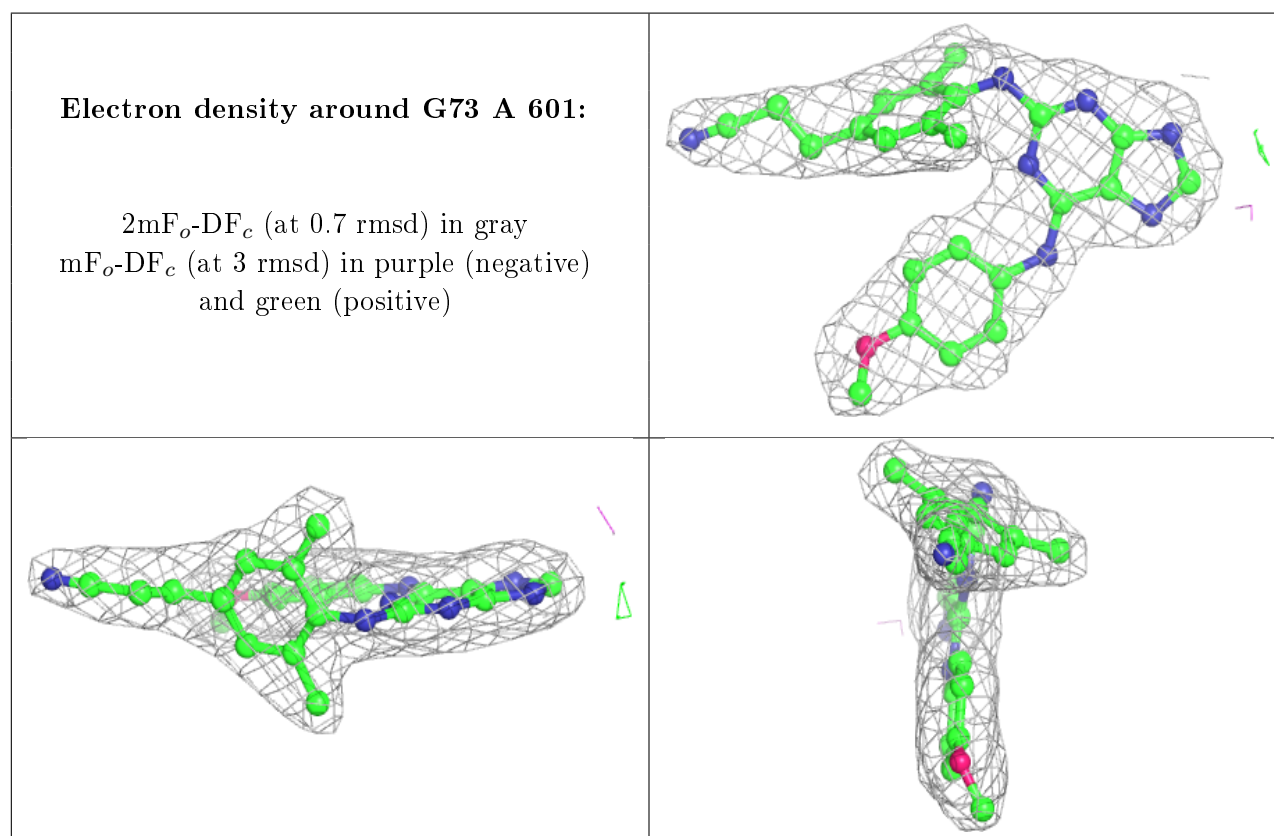 Electron density around G73 A 601:
2mFo-DFc (at 0.7 rmsd) in gray
mFo-DFc (at 3 rmsd) in purple (negative)
and green (positive)